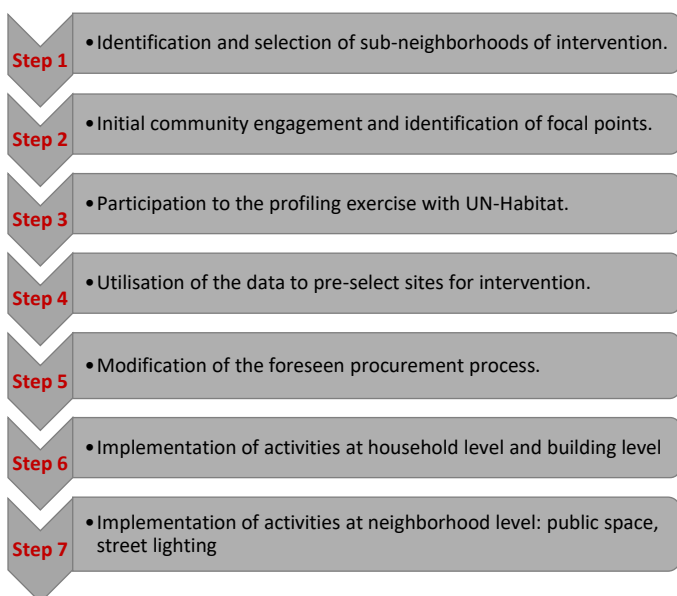 Step 1
•Identification and selection of sub-neighborhoods of intervention.
Step 2
•Initial community engagement and identification of focal points.
Step 3
•Participation to the profiling exercise with UN-Habitat.
Step 4
•Utilisation of the data to pre-select sites for intervention.
Step 5
•Modification of the foreseen procurement process.
Step 6
•Implementation of activities at household level and building level
Step 7
•Implementation of activities at neighborhood level: public space,
street lighting